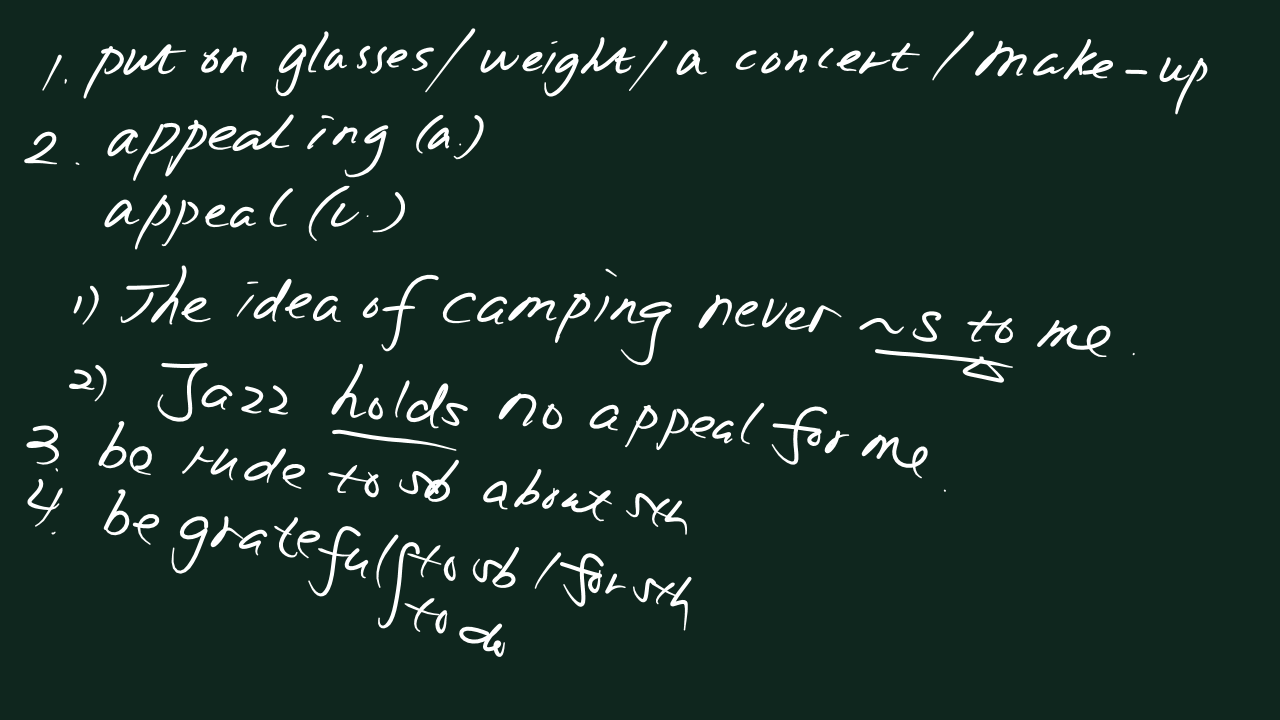 1. put on glasses/weight/a concert/make-up
2. appealing (a.)
appeal (v.)
1) The idea of camping never ~s to me.
2) Jazz holds no appeal for me.
3. be rude to sb about sth
4. be grateful to sb / for sth
to do